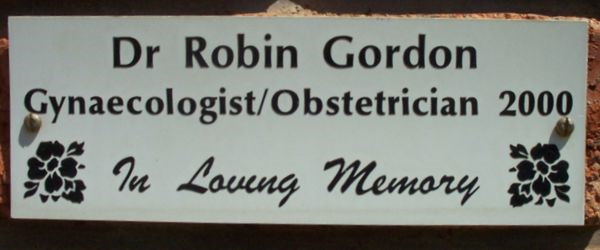 Dr Robin Gordon
Gynaecologist/Obstetrician 2000
In Loving Memory